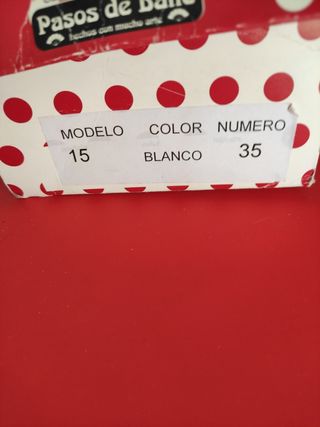 Pasos de Baile
hechos con mucho arte
MODELO COLOR NUMERO
15 BLANCO 35